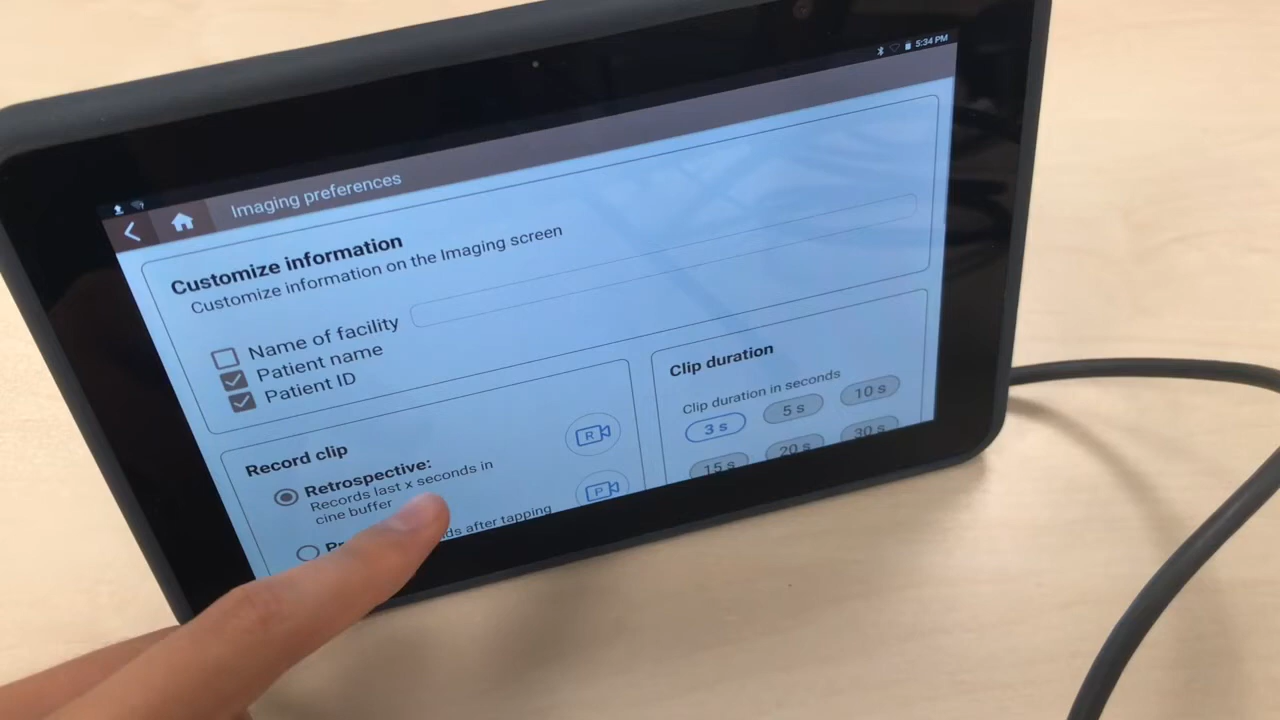 5:34 PM
Imaging preferences
Customize information
Customize information on the Imaging screen
Name of facility
Patient name
Patient ID
Record clip
Retrospective:
Records last x seconds in
cine buffer
R
P
after tapping
Clip duration
Clip duration in seconds
3 s
5 s
10 s
15 s
20 s
30 s